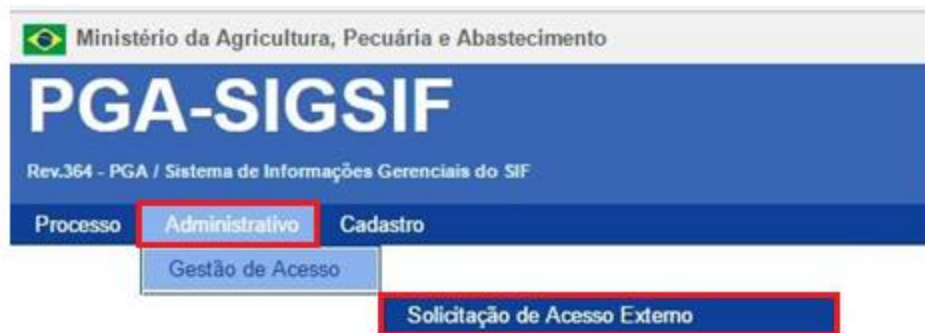 Ministério da Agricultura, Pecuária e Abastecimento
PGA-SIGSIF
Rev.364 - PGA / Sistema de Informações Gerenciais do SIF
Processo Administrativo Cadastro
Gestão de Acesso
Solicitação de Acesso Externo